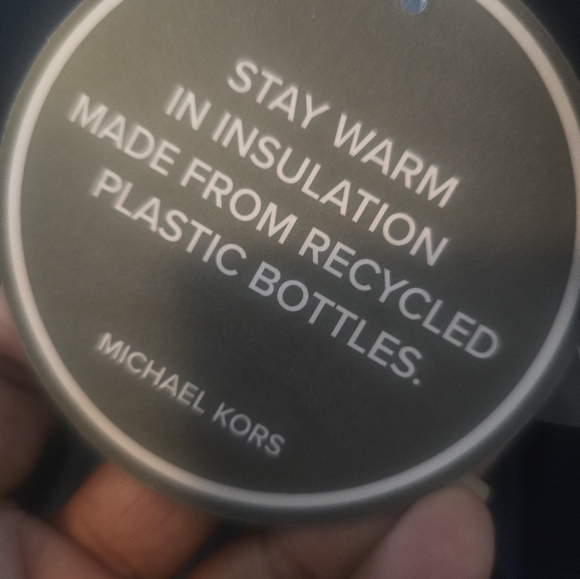 STAY WARM
IN INSULATION
MADE FROM RECYCLED
PLASTIC BOTTLES.
MICHAEL KORS